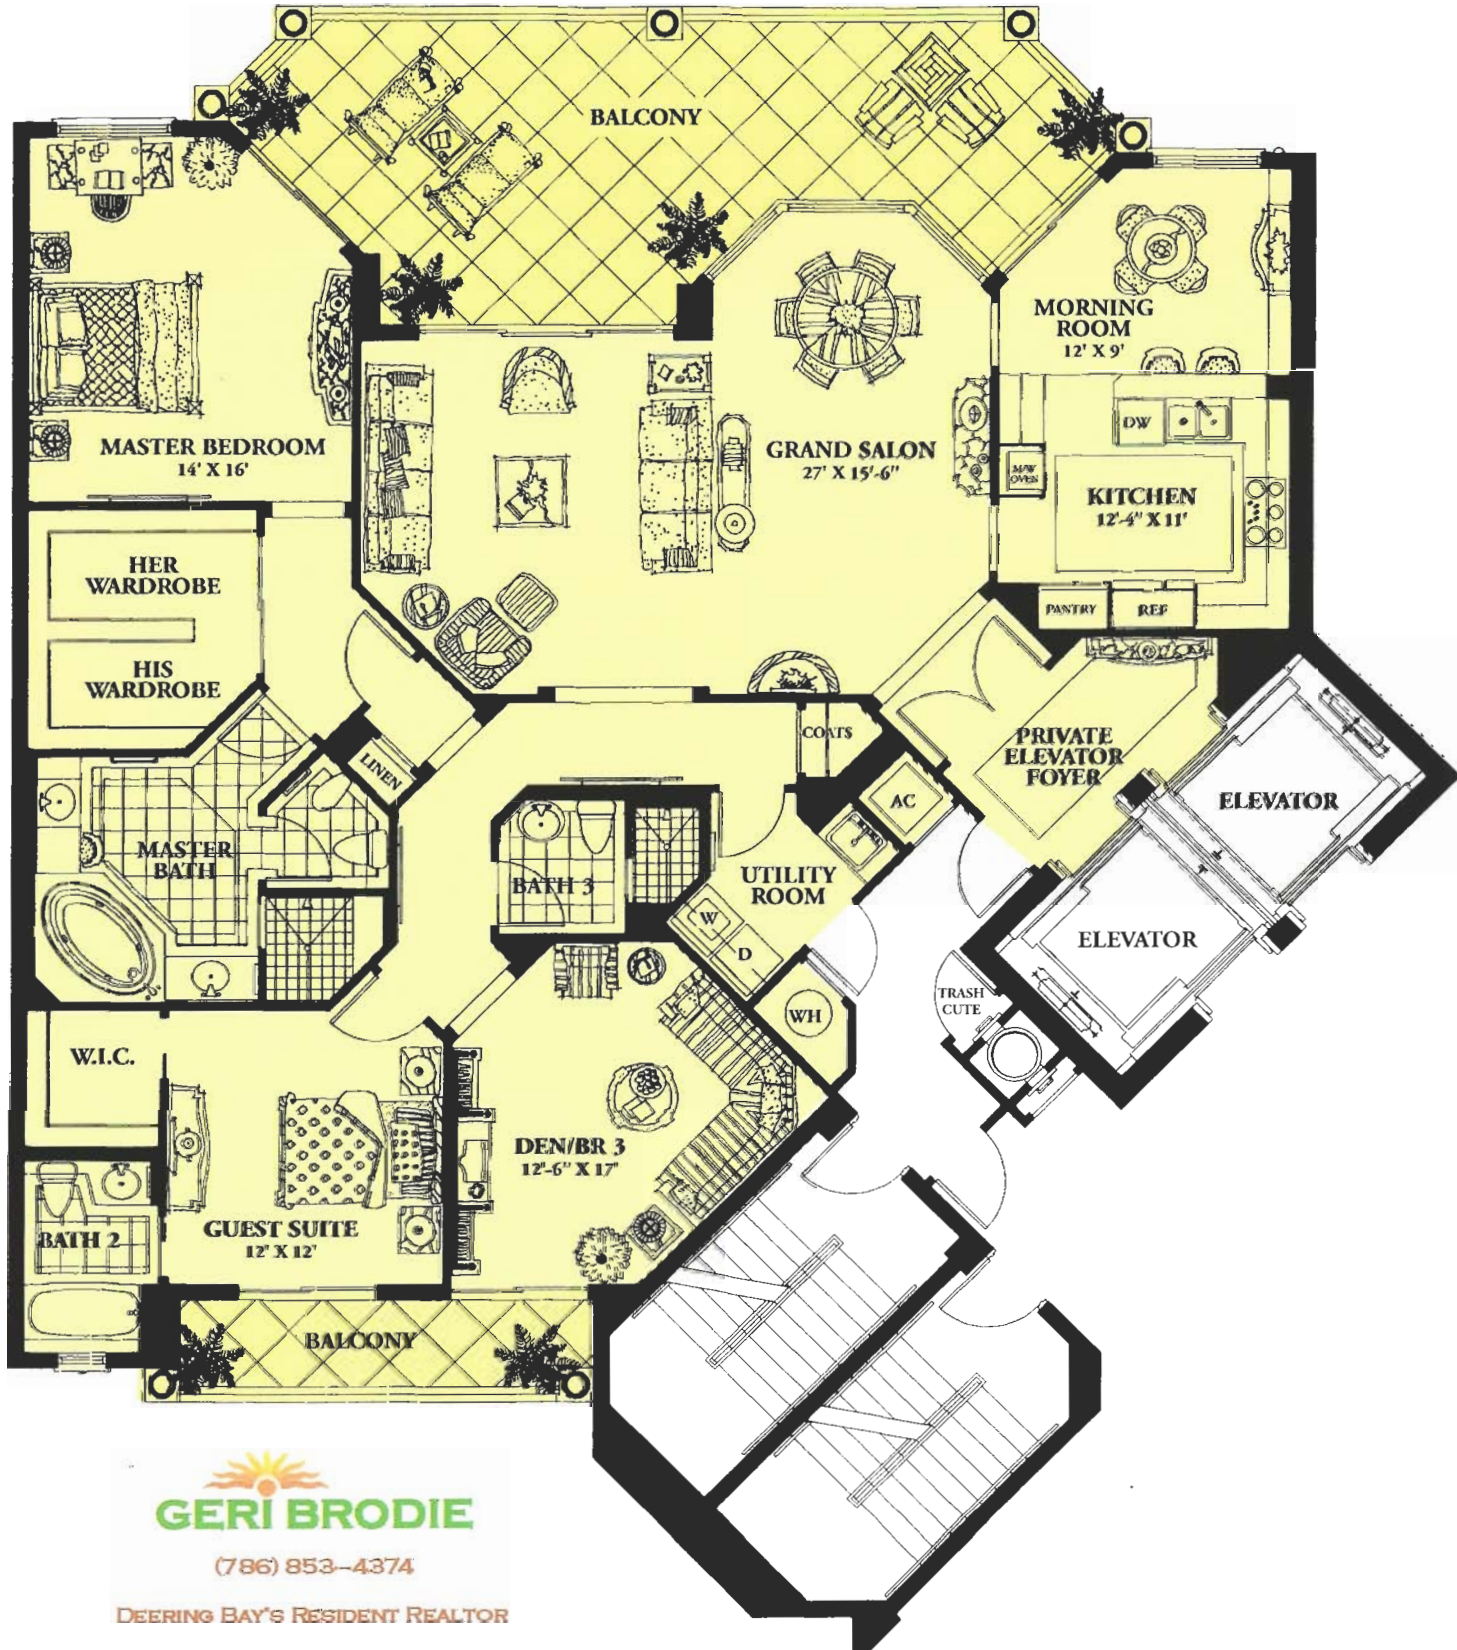 BALCONY
MORNING
ROOM
12' X 9'
MASTER BEDROOM
14' X 16'
GRAND SALON
27' X 15'-6"
DW
M/W
OVEN
KITCHEN
12'-4" X 11'
HER
WARDROBE
PANTRY
REF
HIS
WARDROBE
COATS
PRIVATE
ELEVATOR
FOYER
LINEN
AC
ELEVATOR
MASTER
BATH
BATH 3
UTILITY
ROOM
W
D
ELEVATOR
TRASH
CUTE
WH
W.I.C.
DEN/BR 3
12'-6" X 17'
GUEST SUITE
12' X 12'
BATH 2
BALCONY
GERI BRODIE
(786) 853-4374
DEERING BAY'S RESIDENT REALTOR